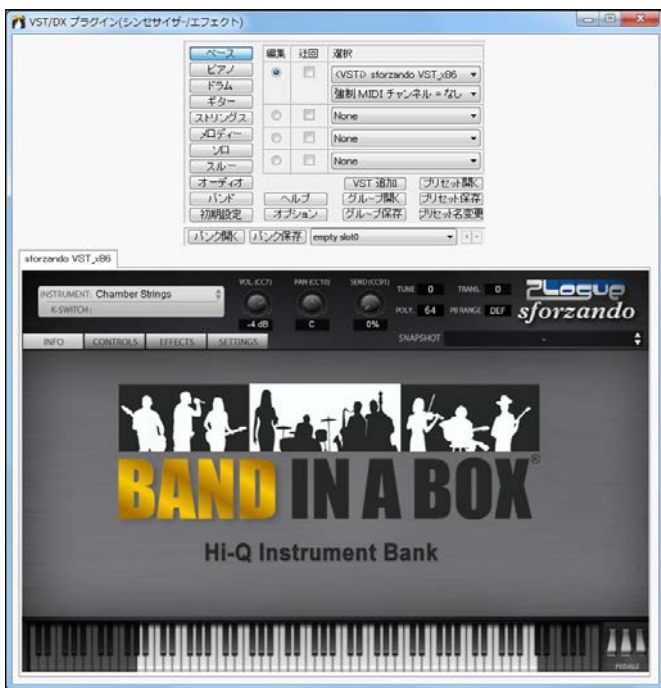 VST/DX プラグイン(シンセサイザー/エフェクト)
ベース 編集 迂回 選択
ピアノ (VSTi) sforzando VST_x86
ドラム 強制 MIDI チャンネル = なし
ギター
ストリングス None
メロディー None
ソロ
スルー None
オーディオ VST 追加 プリセット開く
バンド ヘルプ グループ開く プリセット保存
初期設定 オプション グループ保存 プリセット名変更
バンク開く バンク保存 empty slot0
sforzando VST_x86
INSTRUMENT: Chamber Strings
K-SWITCH:
VOL. (CC7) PAN (CC10) SEND (CC91)
-4 dB C 0%
TUNE 0 TRANS. 0
POLY. 64 PB RANGE DEF
PLogue
sforzando
INFO CONTROLS EFFECTS SETTINGS SNAPSHOT -
BAND IN A BOX®
Hi-Q Instrument Bank
PEDALS